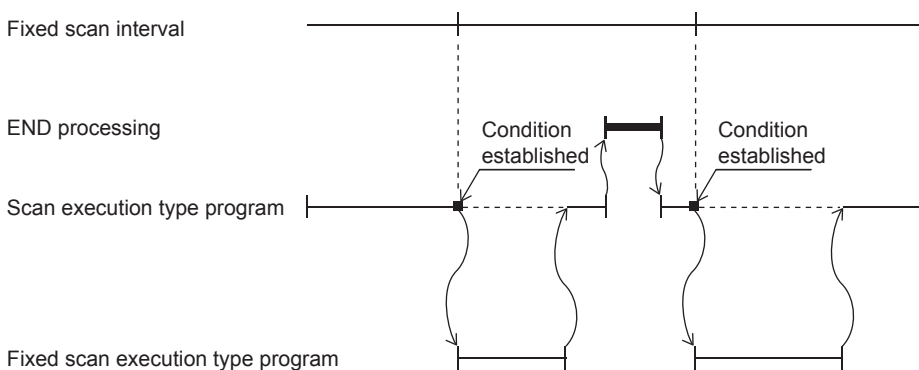 Fixed scan interval
END processing
Condition
established
Condition
established
Scan execution type program
Fixed scan execution type program